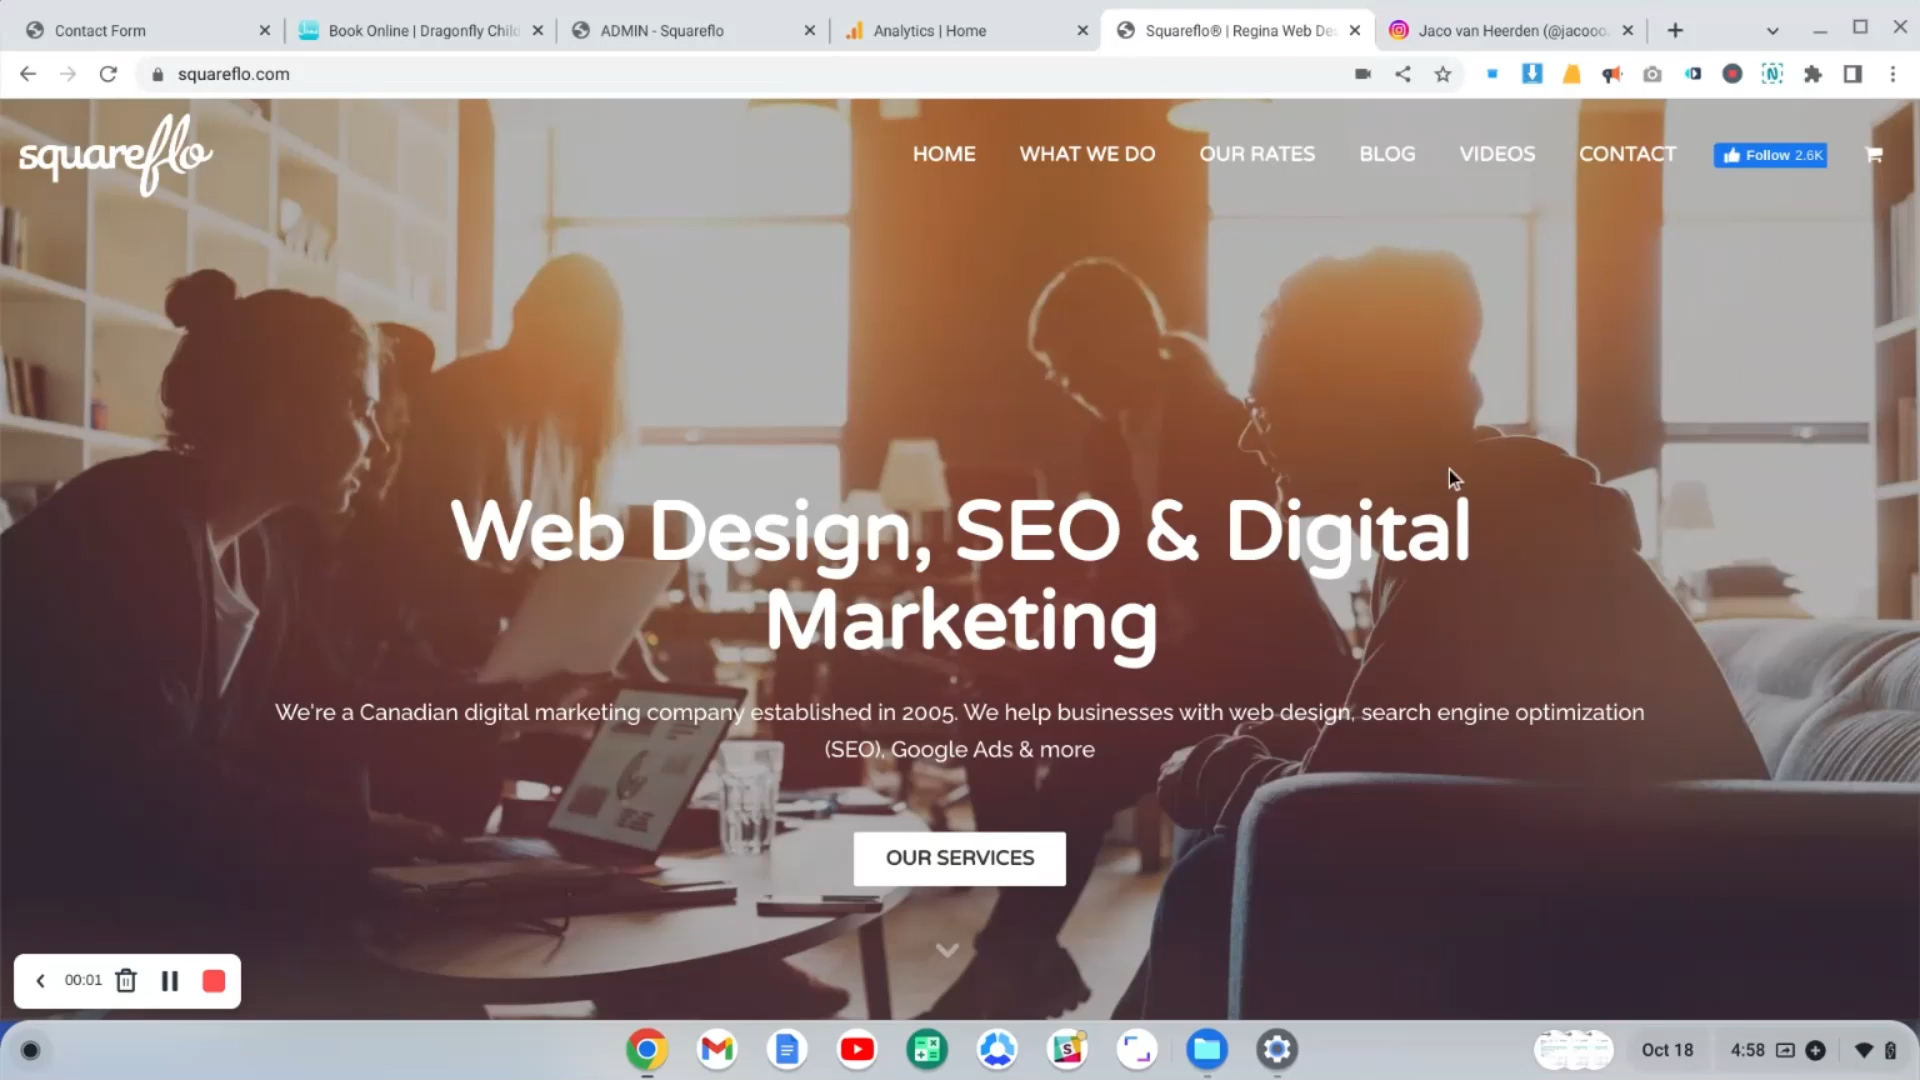 Contact Form
Book Online | Dragonfly Chil
ADMIN - Squareflo
Analytics | Home
Squareflo® | Regina Web De
Jaco van Heerden (@jacooo.
squareflo.com
squareflo
HOME
WHAT WE DO
OUR RATES
BLOG
VIDEOS
CONTACT
Follow 2.6K
Web Design, SEO & Digital
Marketing
We're a Canadian digital marketing company established in 2005. We help businesses with web design, search engine optimization
(SEO), Google Ads & more
OUR SERVICES
00:01
Oct 18
4:58